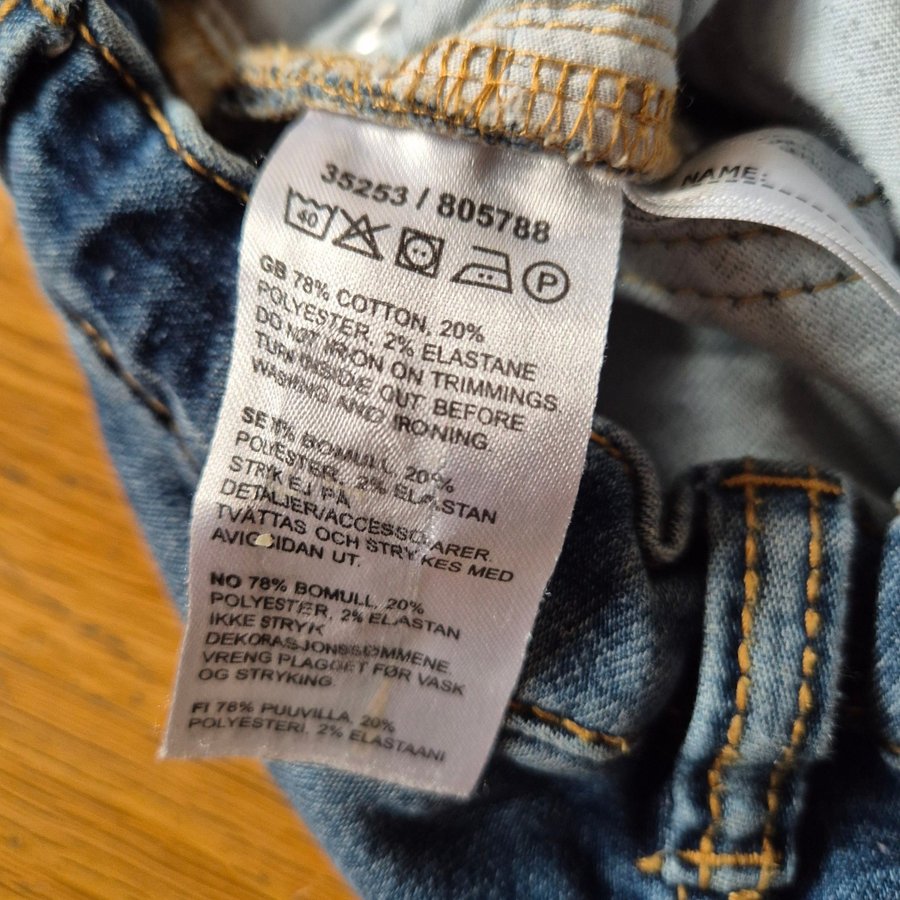 35253 / 805788
40 P
GB 78% COTTON, 20%
POLYESTER, 2% ELASTANE
DO NOT IRON ON TRIMMINGS.
TURN INSIDE OUT BEFORE
WASHING AND IRONING.
SE BOMULL, 20%
POLYESTER, 2% ELASTAN
STRYK EJ PÅ
DETALJER/ACCESSOARER.
TVÄTTAS OCH STRYKES MED
AVIGSIDAN UT.
NO 78% BOMULL, 20%
POLYESTER, 2% ELASTAN
IKKE STRYK
DEKORASJONSSØMMENE.
VRENG PLAGGET FØR VASK
OG STRYKING
FI 78% PUUVILLA, 20%
POLYESTERI, 2% ELASTAANI
NAME: